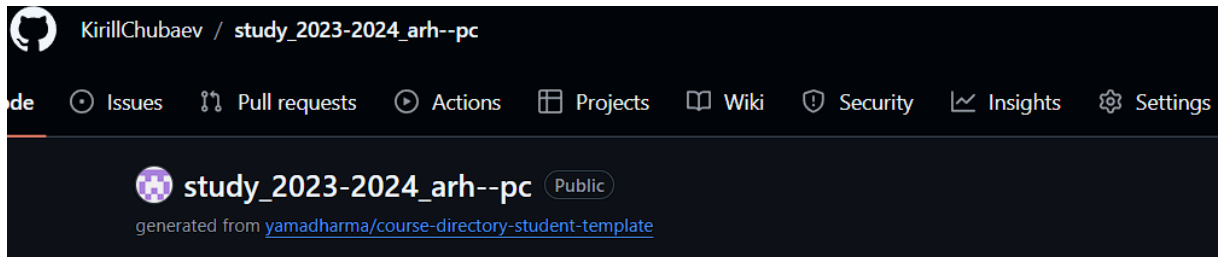 KirillChubaev / study_2023-2024_arh--pc
de Issues Pull requests Actions Projects Wiki Security Insights Settings
study_2023-2024_arh--pc Public
generated from yamadharma/course-directory-student-template